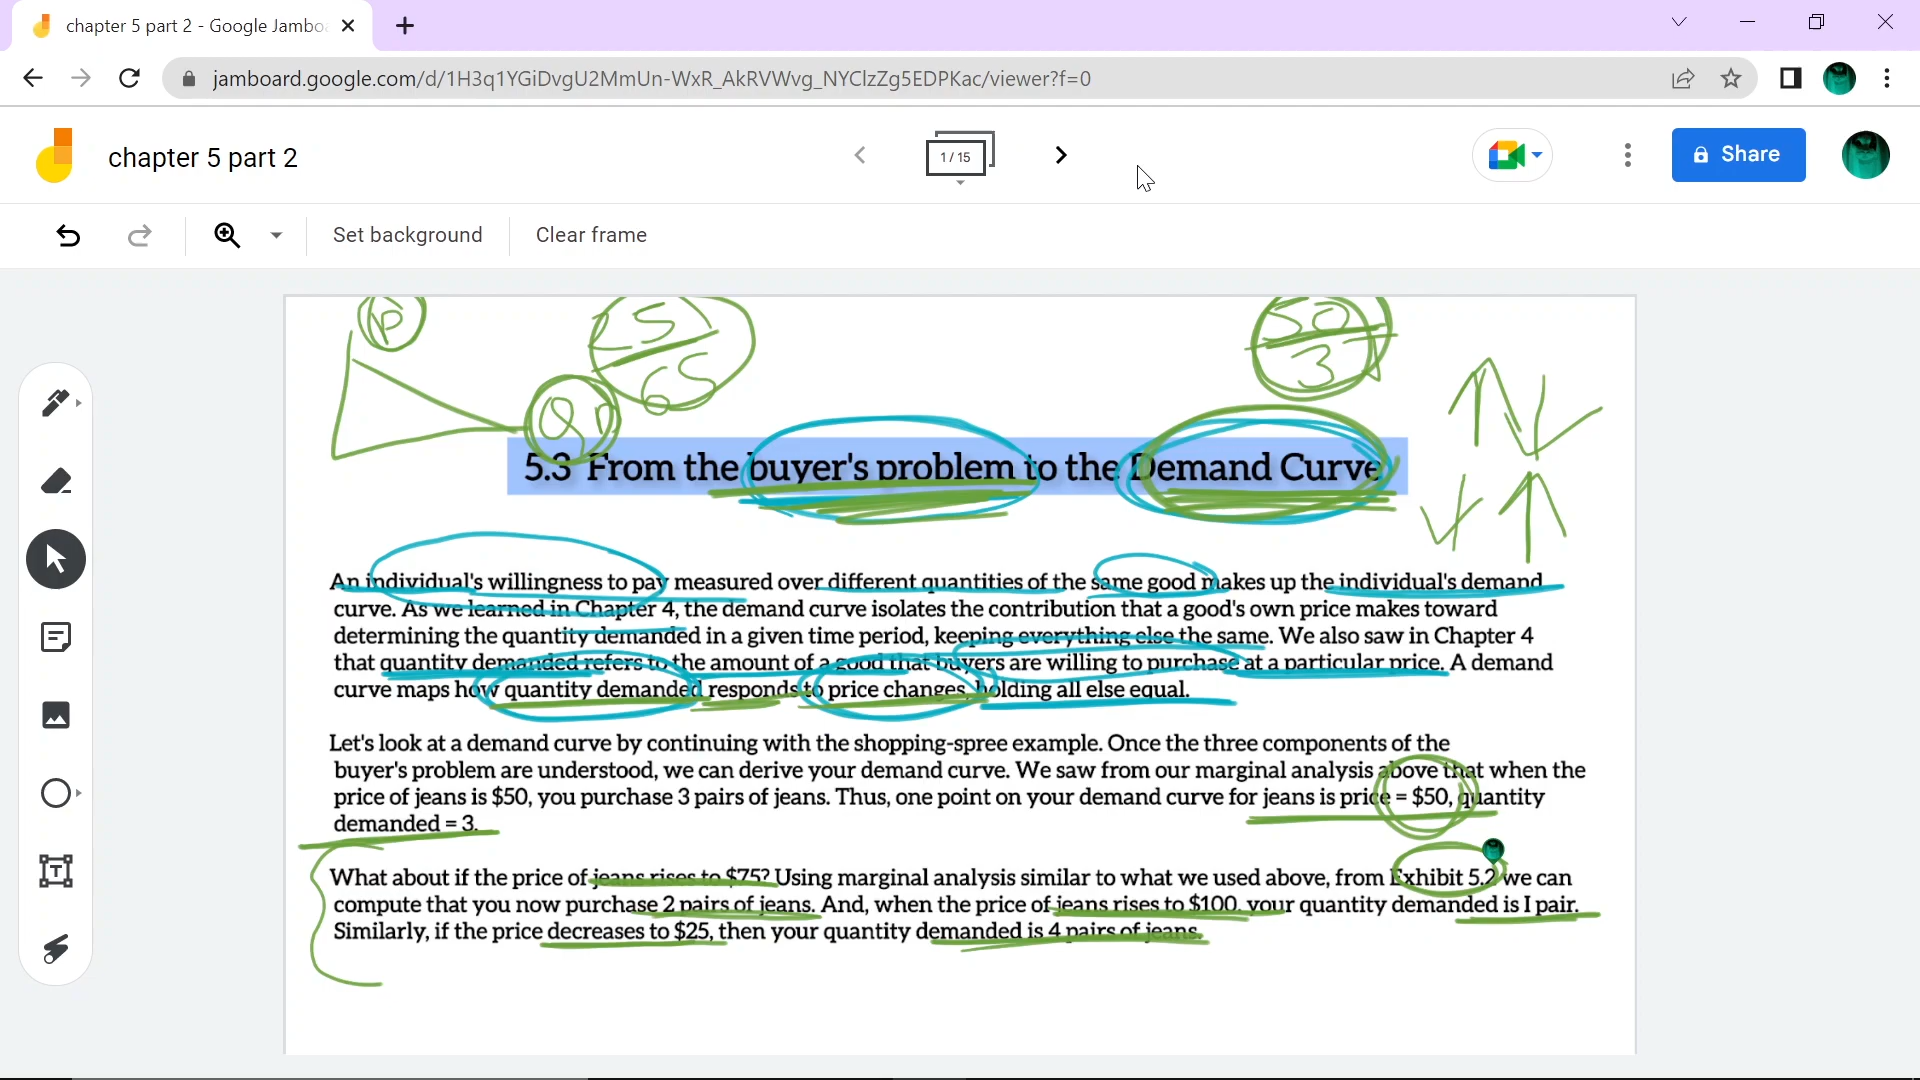 chapter 5 part 2 - Google Jambo
jamboard.google.com/d/1H3q1YGiDvgU2MmUn-WxR_AkRVWvg_NYClzZg5EDPKac/viewer?f=0
chapter 5 part 2
1 / 15
Share
Set background
Clear frame
P
50
3
5.3 From the buyer's problem to the Demand Curve
An individual's willingness to pay measured over different quantities of the same good makes up the individual's demand
curve. As we learned in Chapter 4, the demand curve isolates the contribution that a good's own price makes toward
determining the quantity demanded in a given time period, keeping everything else the same. We also saw in Chapter 4
that quantity demanded refers to the amount of a good that buyers are willing to purchase at a particular price. A demand
curve maps how quantity demanded responds to price changes, holding all else equal.
Let's look at a demand curve by continuing with the shopping-spree example. Once the three components of the
buyer's problem are understood, we can derive your demand curve. We saw from our marginal analysis above that when the
price of jeans is $50, you purchase 3 pairs of jeans. Thus, one point on your demand curve for jeans is price = $50, quantity
demanded = 3.
What about if the price of jeans rises to $75? Using marginal analysis similar to what we used above, from Exhibit 5.2 we can
compute that you now purchase 2 pairs of jeans. And, when the price of jeans rises to $100, your quantity demanded is I pair.
Similarly, if the price decreases to $25, then your quantity demanded is 4 pairs of jeans.